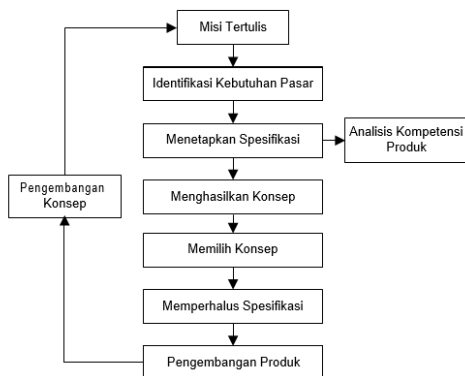 Misi Tertulis
Identifikasi Kebutuhan Pasar
Menetapkan Spesifikasi
Analisis Kompetensi
Produk
Pengembangan
Konsep
Menghasilkan Konsep
Memilih Konsep
Memperhalus Spesifikasi
Pengembangan Produk